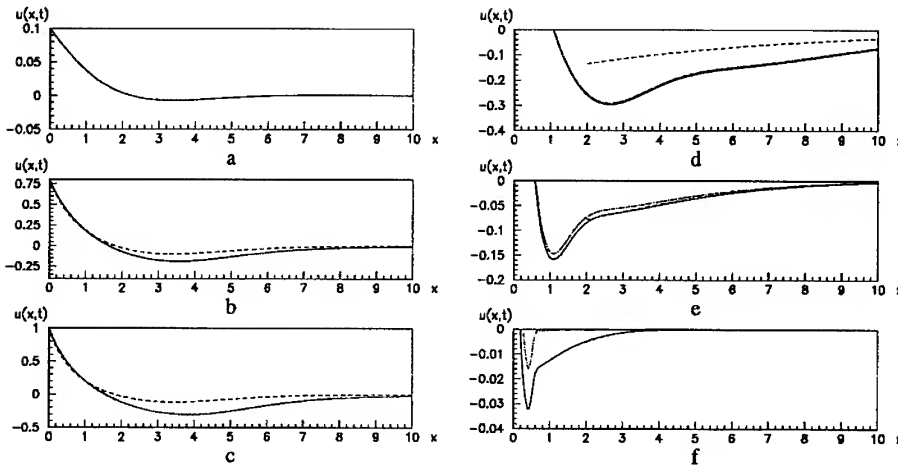 u(x,t)
0.1
0.05
0
-0.05
0 1 2 3 4 5 6 7 8 9 10 x
a
u(x,t)
0.75
0.5
0.25
0
-0.25
0 1 2 3 4 5 6 7 8 9 10 x
b
u(x,t)
1
0.5
0
-0.5
0 1 2 3 4 5 6 7 8 9 10 x
c
u(x,t)
0
-0.1
-0.2
-0.3
-0.4
0 1 2 3 4 5 6 7 8 9 10
d
u(x,t)
0
-0.05
-0.1
-0.15
-0.2
0 1 2 3 4 5 6 7 8 9 10
e
u(x,t)
0
-0.01
-0.02
-0.03
-0.04
0 1 2 3 4 5 6 7 8 9 10
f